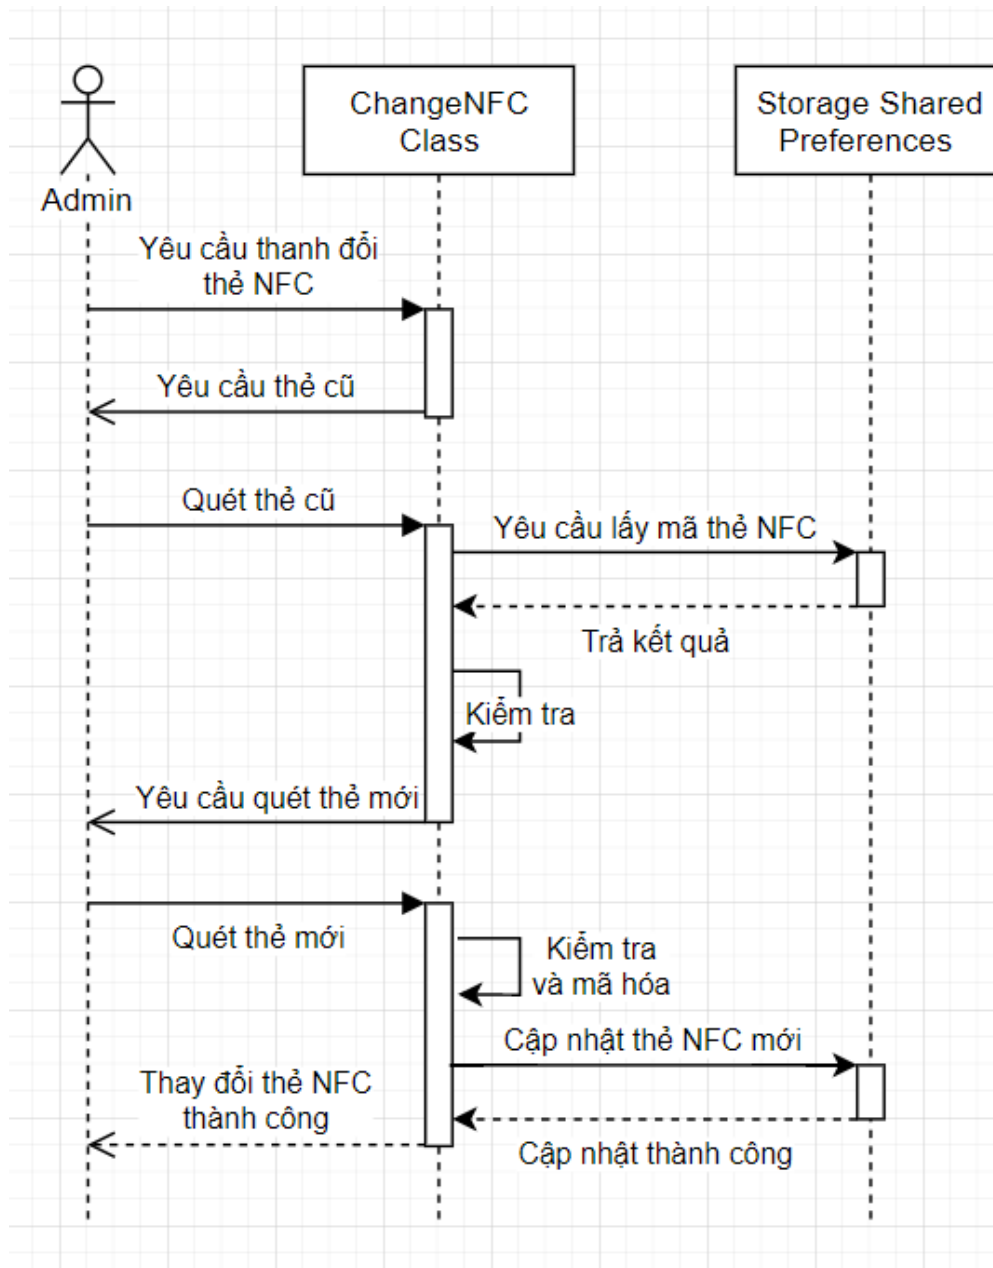 ChangeNFC
Class
Storage Shared
Preferences
Admin
Yêu cầu thanh đổi
thẻ NFC
Yêu cầu thẻ cũ
Quét thẻ cũ
Yêu cầu lấy mã thẻ NFC
Trả kết quả
Kiểm tra
Yêu cầu quét thẻ mới
Quét thẻ mới
Kiểm tra
và mã hóa
Cập nhật thẻ NFC mới
Thay đổi thẻ NFC
thành công
Cập nhật thành công